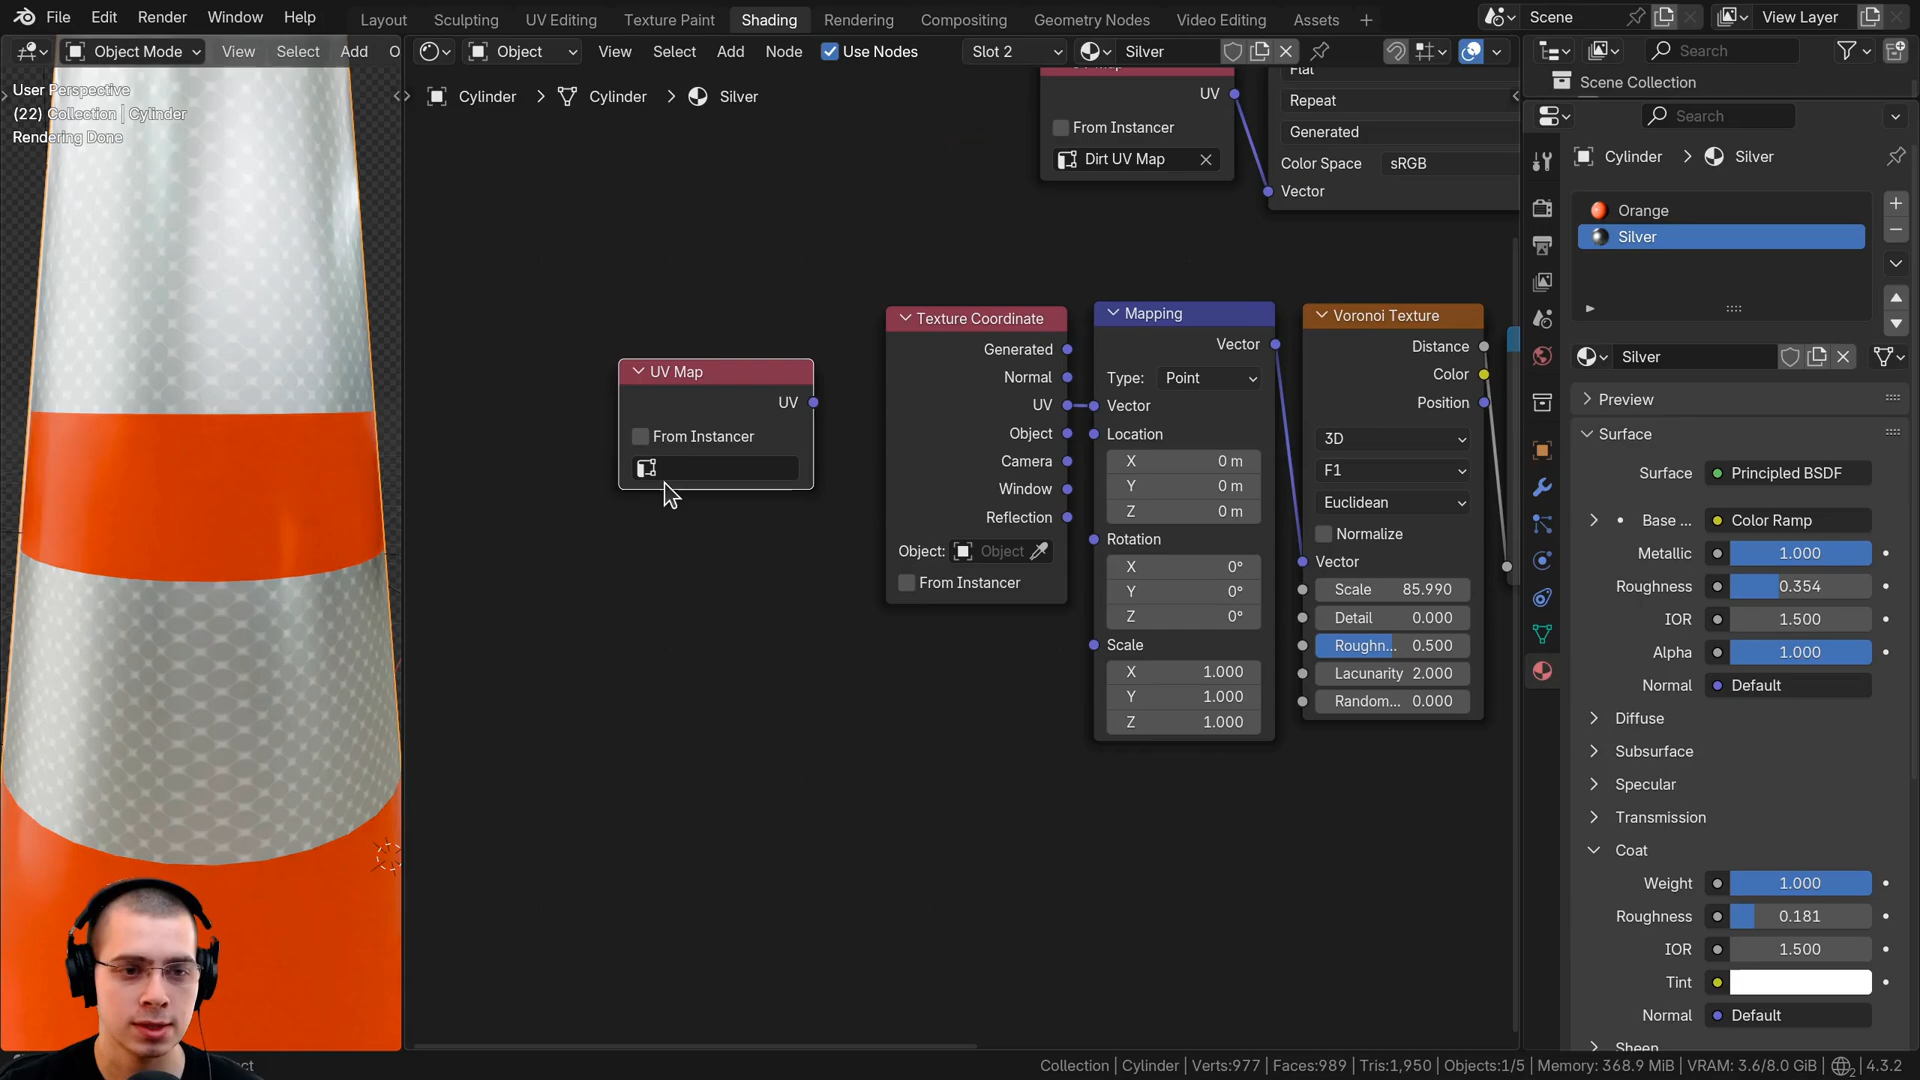 File Edit Render Window Help Layout Sculpting UV Editing Texture Paint Shading Rendering Compositing Geometry Nodes Video Editing Assets + Scene View Layer
Object Mode View Select Add O Object View Select Add Node Use Nodes Slot 2 Silver Search
User Perspective
(22) Collection | Cylinder
Rendering Done
Cylinder > Cylinder > Silver
UV
From Instancer
Dirt UV Map
Flat
Repeat
Generated
Color Space sRGB
Vector
UV Map
UV
From Instancer
Texture Coordinate
Generated
Normal
UV
Object
Camera
Window
Reflection
Object: Object
From Instancer
Mapping
Vector
Type: Point
Vector
Location
X 0 m
Y 0 m
Z 0 m
Rotation
X 0°
Y 0°
Z 0°
Scale
X 1.000
Y 1.000
Z 1.000
Voronoi Texture
Distance
Color
Position
3D
F1
Euclidean
Normalize
Vector
Scale 85.990
Detail 0.000
Roughn... 0.500
Lacunarity 2.000
Random... 0.000
Scene Collection
Search
Cylinder > Silver
Orange
Silver
Silver
Preview
Surface
Surface Principled BSDF
Base ... Color Ramp
Metallic 1.000
Roughness 0.354
IOR 1.500
Alpha 1.000
Normal Default
Diffuse
Subsurface
Specular
Transmission
Coat
Weight 1.000
Roughness 0.181
IOR 1.500
Tint
Normal Default
Sheen
Collection | Cylinder | Verts:977 | Faces:989 | Tris:1,950 | Objects:1/5 | Memory: 368.9 MiB | VRAM: 3.6/8.0 GiB | 2 4.3.2